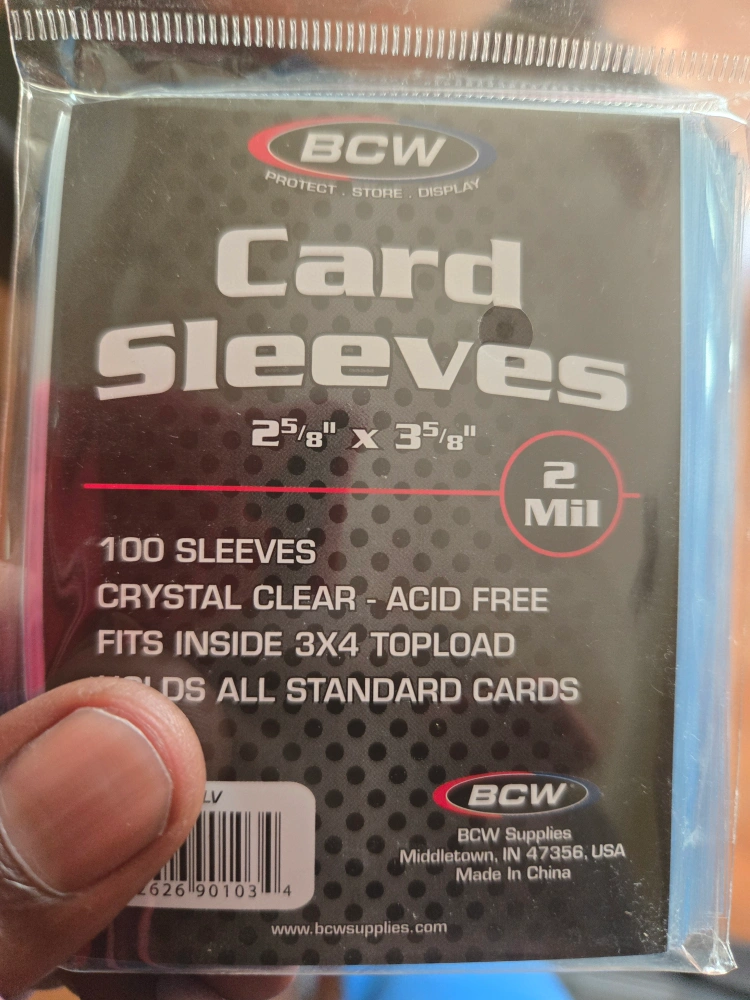 BCW
PROTECT . STORE . DISPLAY
Card
Sleeves
2⁵/₈" x 3⁵/₈"
2
Mil
100 SLEEVES
CRYSTAL CLEAR - ACID FREE
FITS INSIDE 3X4 TOPLOAD
HOLDS ALL STANDARD CARDS
LV
2626 90103 4
BCW
BCW Supplies
Middletown, IN 47356, USA
Made In China
www.bcwsupplies.com